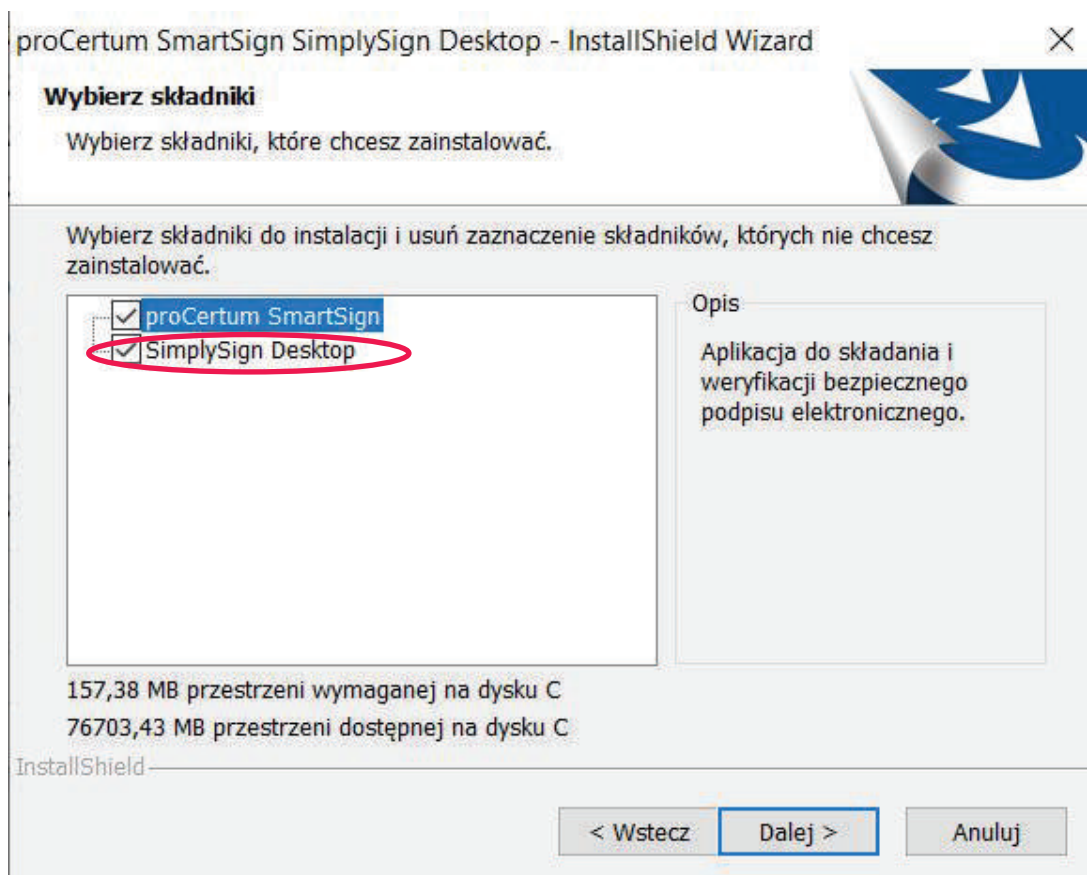 proCertum SmartSign SimplySign Desktop - InstallShield Wizard
Wybierz składniki
Wybierz składniki, które chcesz zainstalować.
Wybierz składniki do instalacji i usuń zaznaczenie składników, których nie chcesz
zainstalować.
proCertum SmartSign
SimplySign Desktop
Opis
Aplikacja do składania i
weryfikacji bezpiecznego
podpisu elektronicznego.
157,38 MB przestrzeni wymaganej na dysku C
76703,43 MB przestrzeni dostępnej na dysku C
InstallShield
< Wstecz
Dalej >
Anuluj